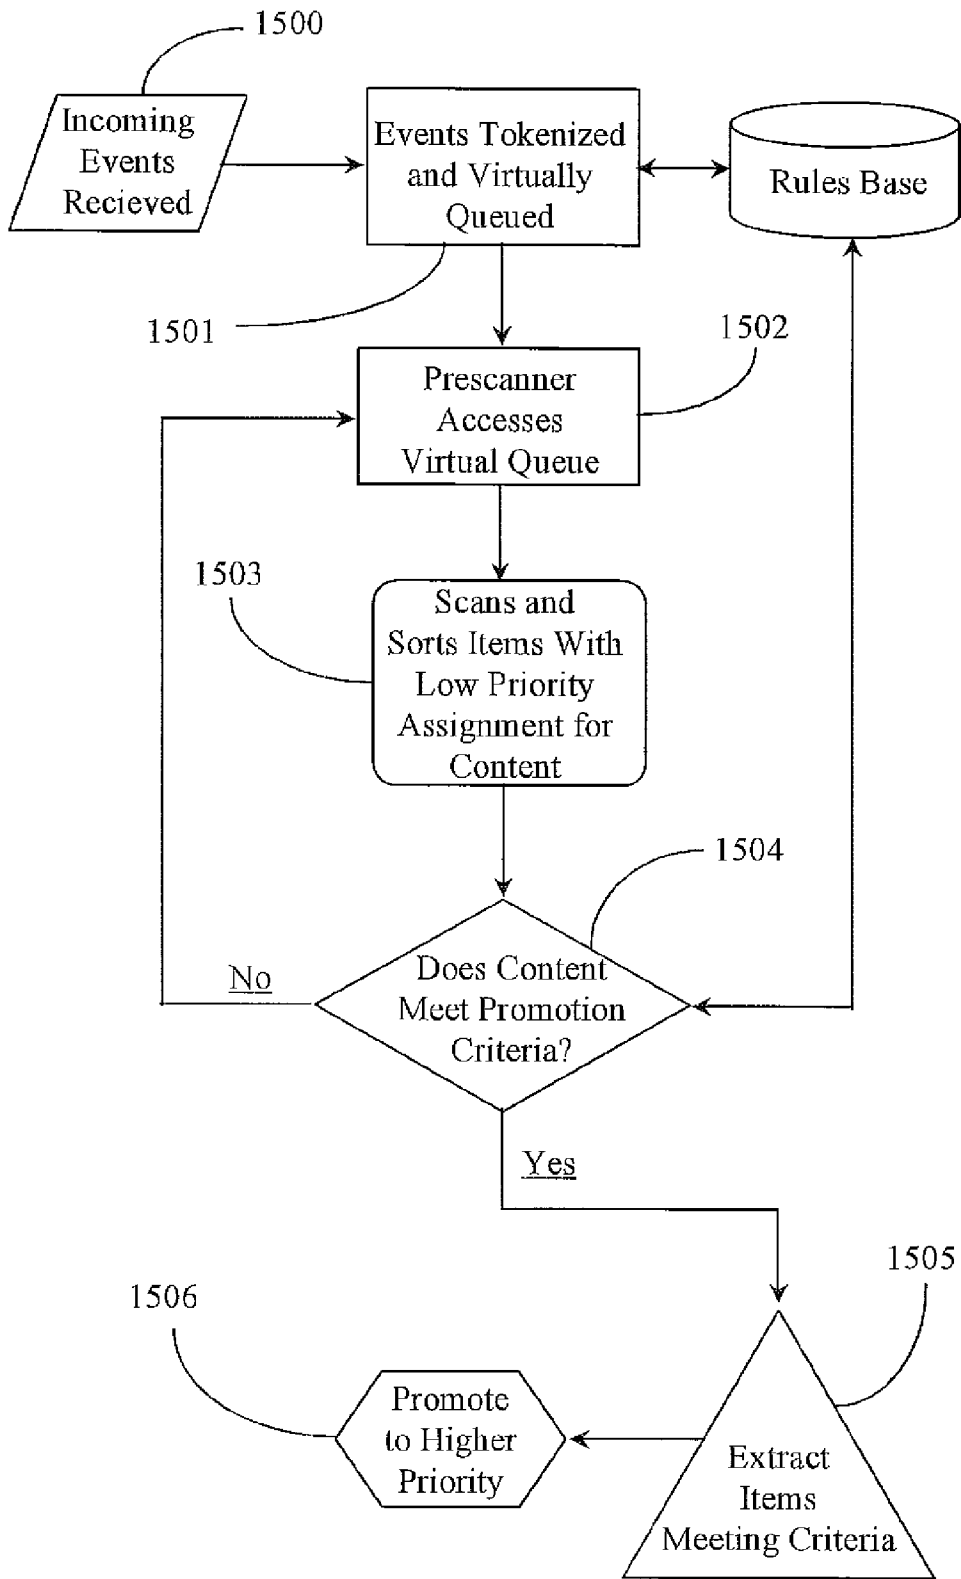 1500
Incoming
Events
Recieved
Events Tokenized
and Virtually
Queued
Rules Base
1501
1502
Prescanner
Accesses
Virtual Queue
1503
Scans and
Sorts Items With
Low Priority
Assignment for
Content
1504
No
Does Content
Meet Promotion
Criteria?
Yes
1505
1506
Promote
to Higher
Priority
Extract
Items
Meeting Criteria